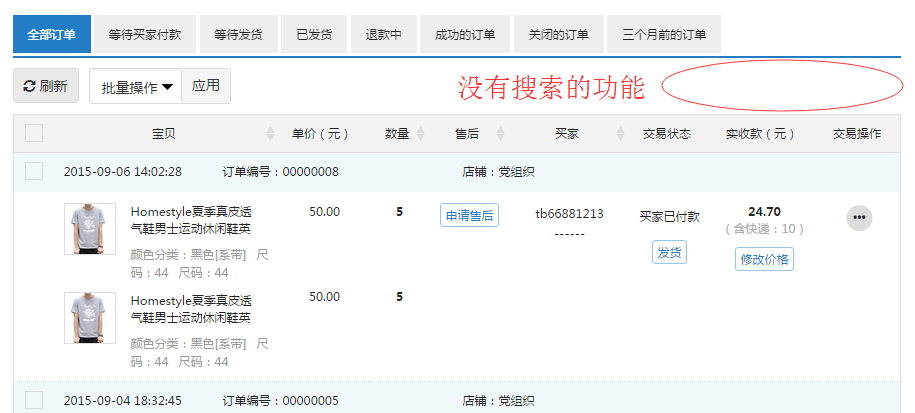 全部订单 等待买家付款 等待发货 已发货 退款中 成功的订单 关闭的订单 三个月前的订单
刷新 批量操作 应用 没有搜索的功能
宝贝 单价（元） 数量 售后 买家 交易状态 实收款（元） 交易操作
2015-09-06 14:02:28 订单编号：00000008 店铺：党组织
Homestyle夏季真皮透 50.00 5 申请售后 tb66881213 买家已付款 24.70
气鞋男士运动休闲鞋英 ------ （含快递：10）
颜色分类：黑色[系带] 尺 发货 修改价格
码：44 尺码：44
Homestyle夏季真皮透 50.00 5
气鞋男士运动休闲鞋英
颜色分类：黑色[系带] 尺
码：44 尺码：44
2015-09-04 18:32:45 订单编号：00000005 店铺：党组织